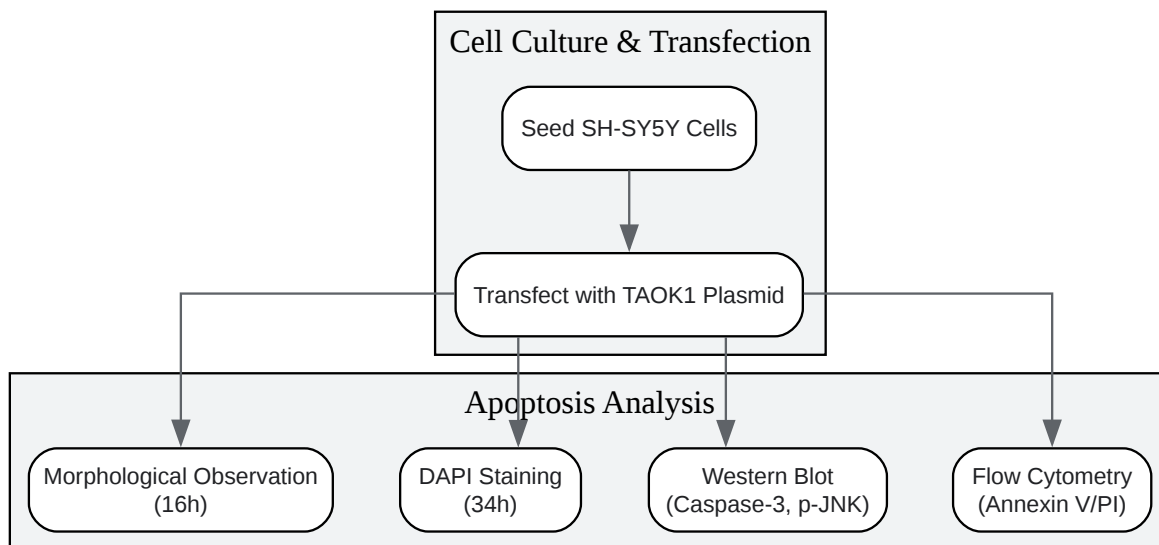 Cell Culture & Transfection
Seed SH-SY5Y Cells
Transfect with TAOK1 Plasmid
Apoptosis Analysis
Morphological Observation
(16h)
DAPI Staining
(34h)
Western Blot
(Caspase-3, p-JNK)
Flow Cytometry
(Annexin V/PI)